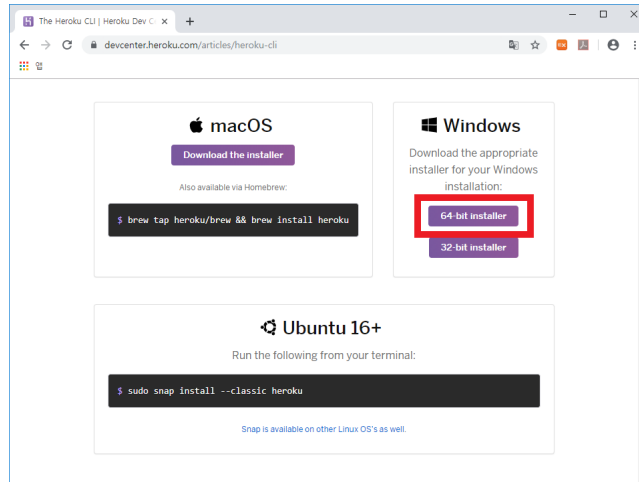 The Heroku CLI | Heroku Dev C
devcenter.heroku.com/articles/heroku-cli
macOS
Download the installer
Also available via Homebrew:
$ brew tap heroku/brew && brew install heroku
Windows
Download the appropriate
installer for your Windows
installation:
64-bit installer
32-bit installer
Ubuntu 16+
Run the following from your terminal:
$ sudo snap install --classic heroku
Snap is available on other Linux OS's as well.